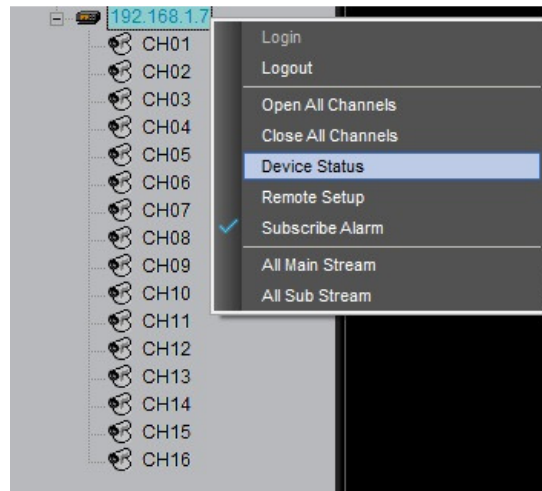 192.168.1.7
CH01
CH02
CH03
CH04
CH05
CH06
CH07
CH08
CH09
CH10
CH11
CH12
CH13
CH14
CH15
CH16
Login
Logout
Open All Channels
Close All Channels
Device Status
Remote Setup
Subscribe Alarm
All Main Stream
All Sub Stream